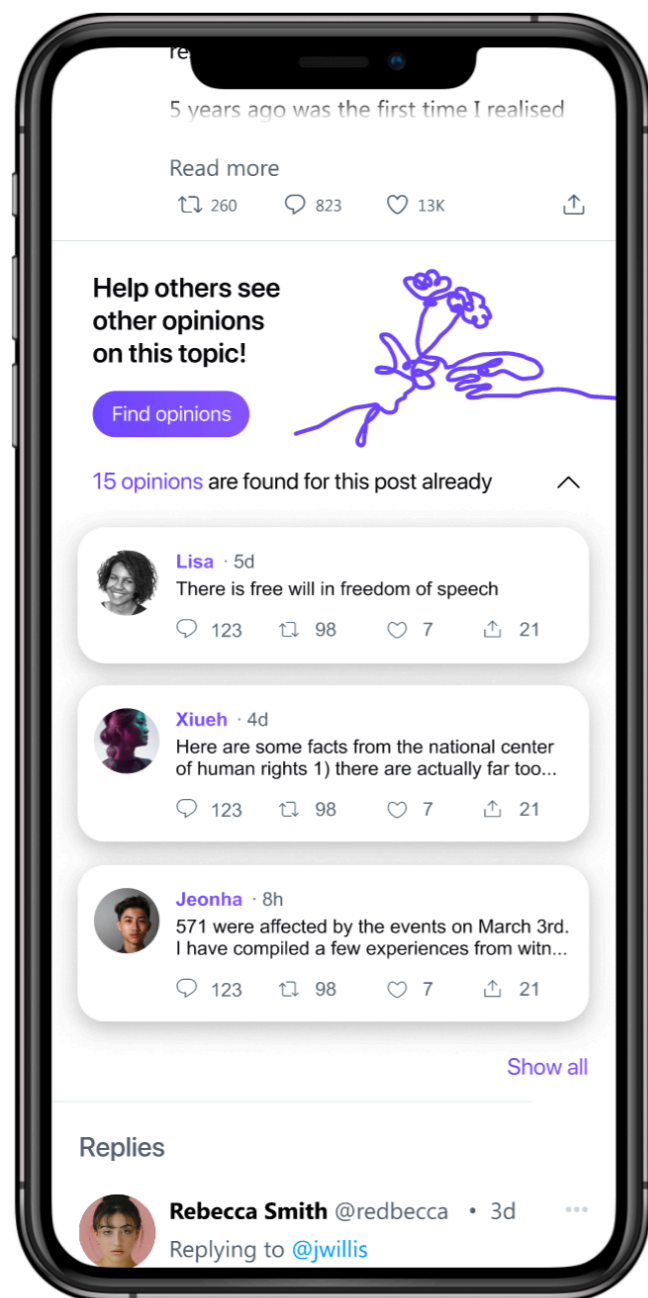 5 years ago was the first time I realised
Read more
260 823 13K
Help others see
other opinions
on this topic!
Find opinions
15 opinions are found for this post already
Lisa · 5d
There is free will in freedom of speech
123 98 7 21
Xiueh · 4d
Here are some facts from the national center
of human rights 1) there are actually far too...
123 98 7 21
Jeonha · 8h
571 were affected by the events on March 3rd.
I have compiled a few experiences from witn...
123 98 7 21
Show all
Replies
Rebecca Smith @redbecca • 3d
Replying to @jwillis